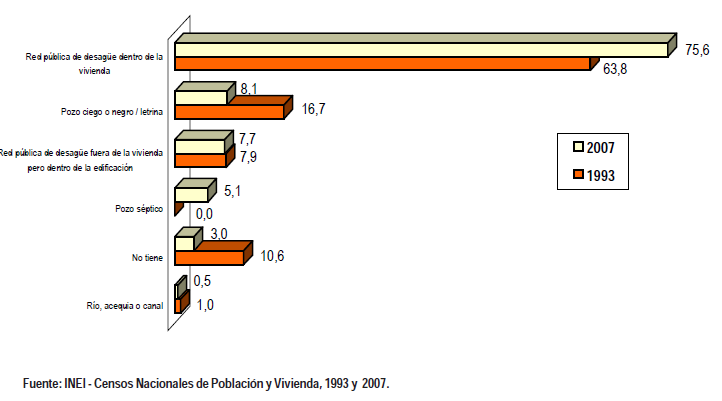 Red pública de desagüe dentro de la
vivienda
75,6
63,8
Pozo ciego o negro / letrina
8,1
16,7
Red pública de desagüe fuera de la vivienda
pero dentro de la edificación
7,7
7,9
2007
1993
Pozo séptico
5,1
0,0
No tiene
3,0
10,6
Río, acequia o canal
0,5
1,0
Fuente: INEI - Censos Nacionales de Población y Vivienda, 1993 y 2007.